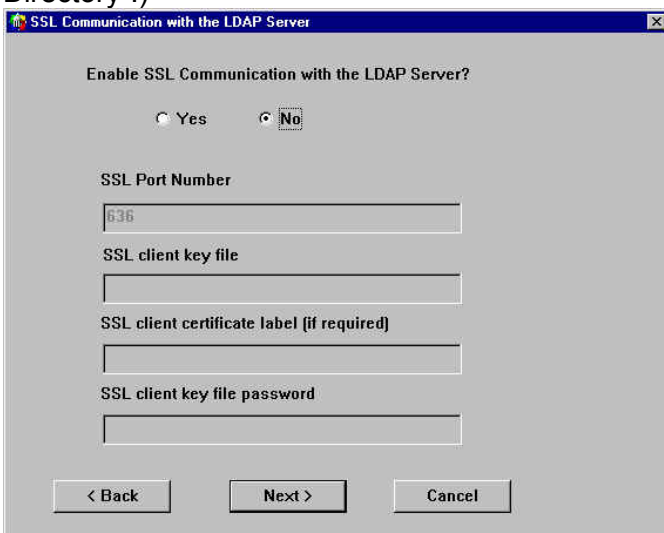 Directory .)
SSL Communication with the LDAP Server
Enable SSL Communication with the LDAP Server?
Yes No
SSL Port Number
636
SSL client key file
SSL client certificate label (if required)
SSL client key file password
< Back Next > Cancel